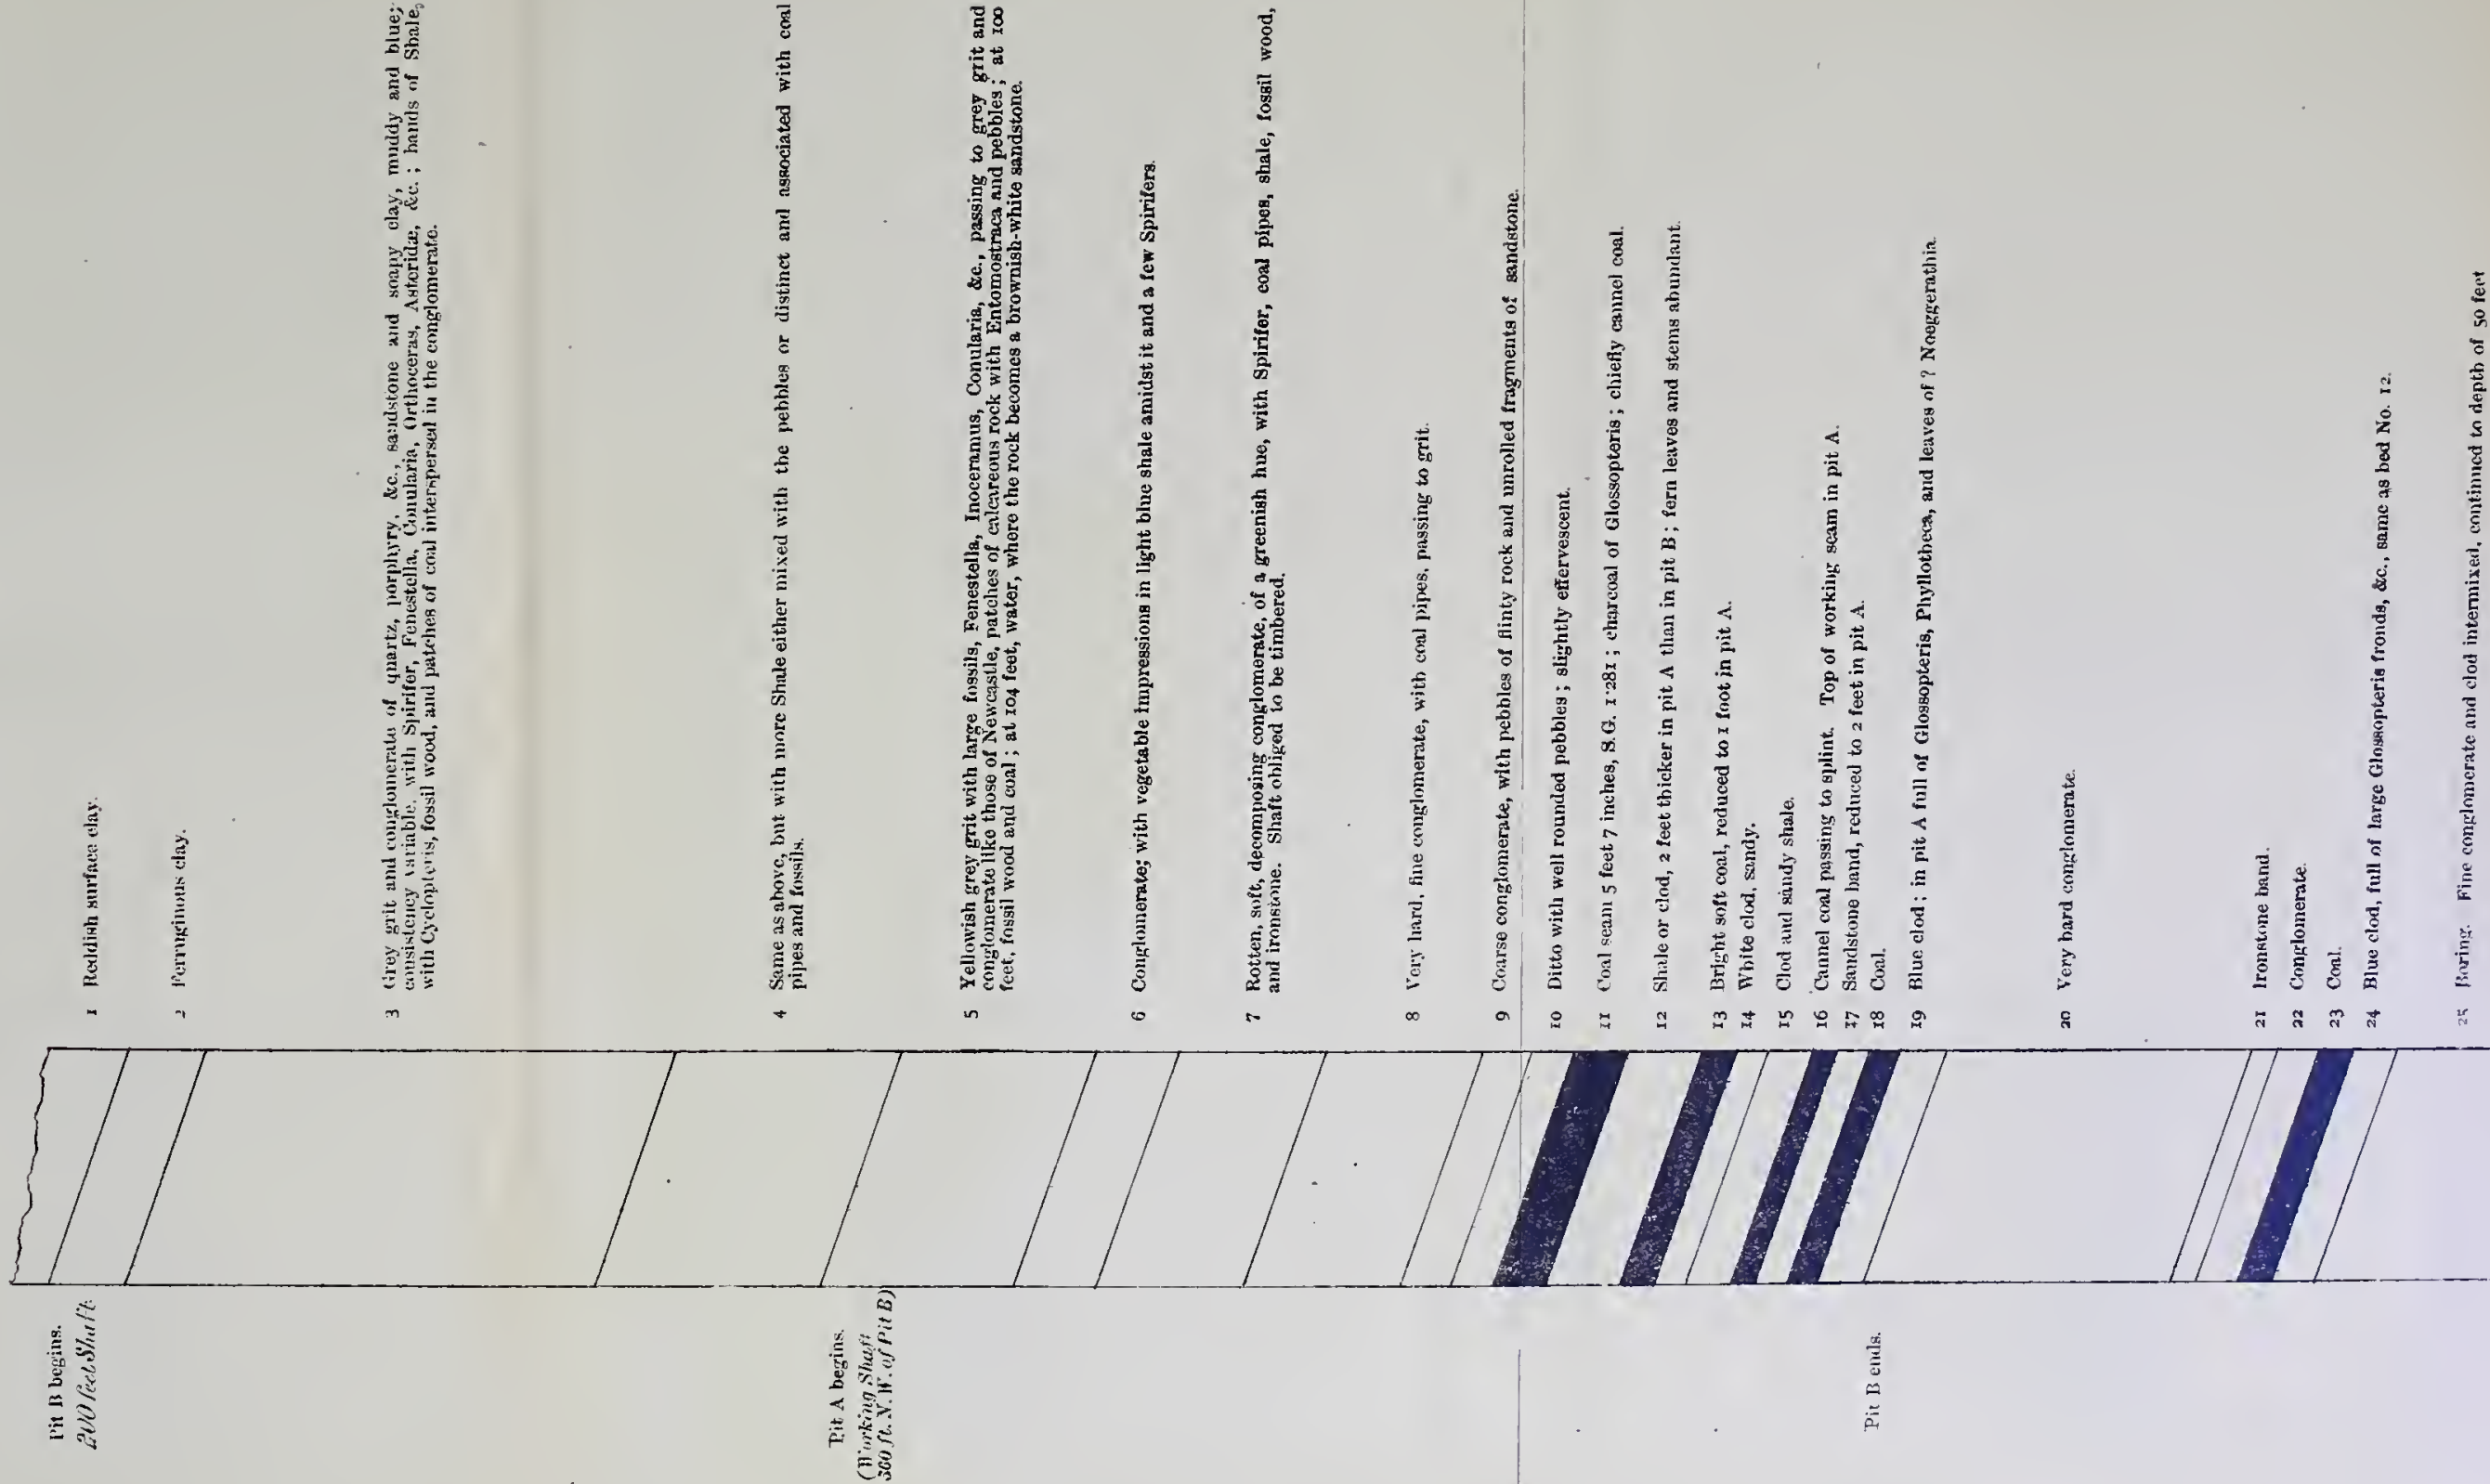 Pit B begins.
200 feet Shaft.
1 Reddish surface clay.
2 Ferruginous clay.
3 Grey grit and conglomerate of quartz, porphyry, &c., sandstone and soapy clay, muddy and blue;
consistency variable, with Spirifer, Fenestella, Conularia, Orthoceras, Asteridæ, &c.; bands of Shale,
with Cyclopteris, fossil wood, and patches of coal interspersed in the conglomerate.
4 Same as above, but with more Shale either mixed with the pebbles or distinct and associated with coal
pipes and fossils.
Pit A begins.
(Working Shaft
360 ft. N.W. of Pit B)
5 Yellowish grey grit with large fossils, Fenestella, Inoceramus, Conularia, &c., passing to grey grit and
conglomerate like those of Newcastle, patches of calcareous rock with Entomostraca and pebbles; at 100
feet, fossil wood and coal; at 104 feet, water, where the rock becomes a brownish-white sandstone.
6 Conglomerate; with vegetable impressions in light blue shale amidst it and a few Spirifers.
7 Rotten, soft, decomposing conglomerate, of a greenish hue, with Spirifer, coal pipes, shale, fossil wood,
and ironstone. Shaft obliged to be timbered.
8 Very hard, fine conglomerate, with coal pipes, passing to grit.
9 Coarse conglomerate, with pebbles of flinty rock and unrolled fragments of sandstone.
10 Ditto with well rounded pebbles; slightly effervescent.
11 Coal seam 5 feet 7 inches, S.G. 1·281; charcoal of Glossopteris; chiefly cannel coal.
12 Shale or clod, 2 feet thicker in pit A than in pit B; fern leaves and stems abundant.
13 Bright soft coal, reduced to 1 foot in pit A.
14 White clod, sandy.
15 Clod and sandy shale.
16 Cannel coal passing to splint. Top of working seam in pit A.
17 Sandstone band, reduced to 2 feet in pit A.
18 Coal.
Pit B ends.
19 Blue clod; in pit A full of Glossopteris, Phyllotheca, and leaves of ? Noeggerathia.
20 Very hard conglomerate.
21 Ironstone band.
22 Conglomerate.
23 Coal.
24 Blue clod, full of large Glossopteris fronds, &c., same as bed No. 12.
25 Boring. Fine conglomerate and clod intermixed, continued to depth of 50 feet